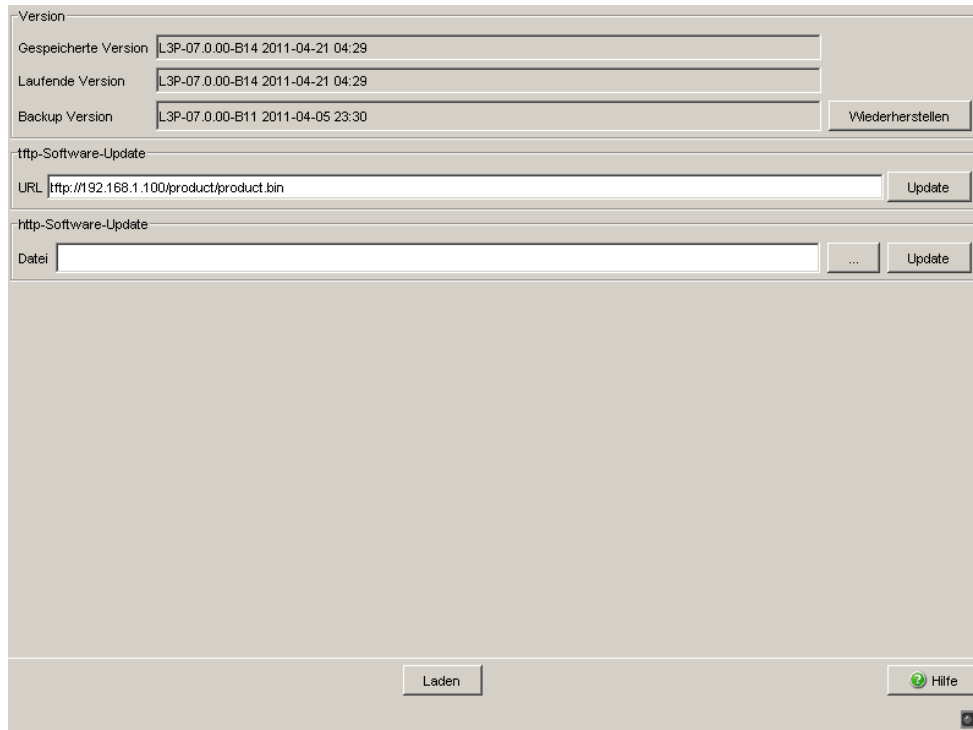 Version
Gespeicherte Version L3P-07.0.00-B14 2011-04-21 04:29
Laufende Version L3P-07.0.00-B14 2011-04-21 04:29
Backup Version L3P-07.0.00-B11 2011-04-05 23:30 Wiederherstellen
tftp-Software-Update
URL tftp://192.168.1.100/product/product.bin Update
http-Software-Update
Datei ... Update
Laden Hilfe